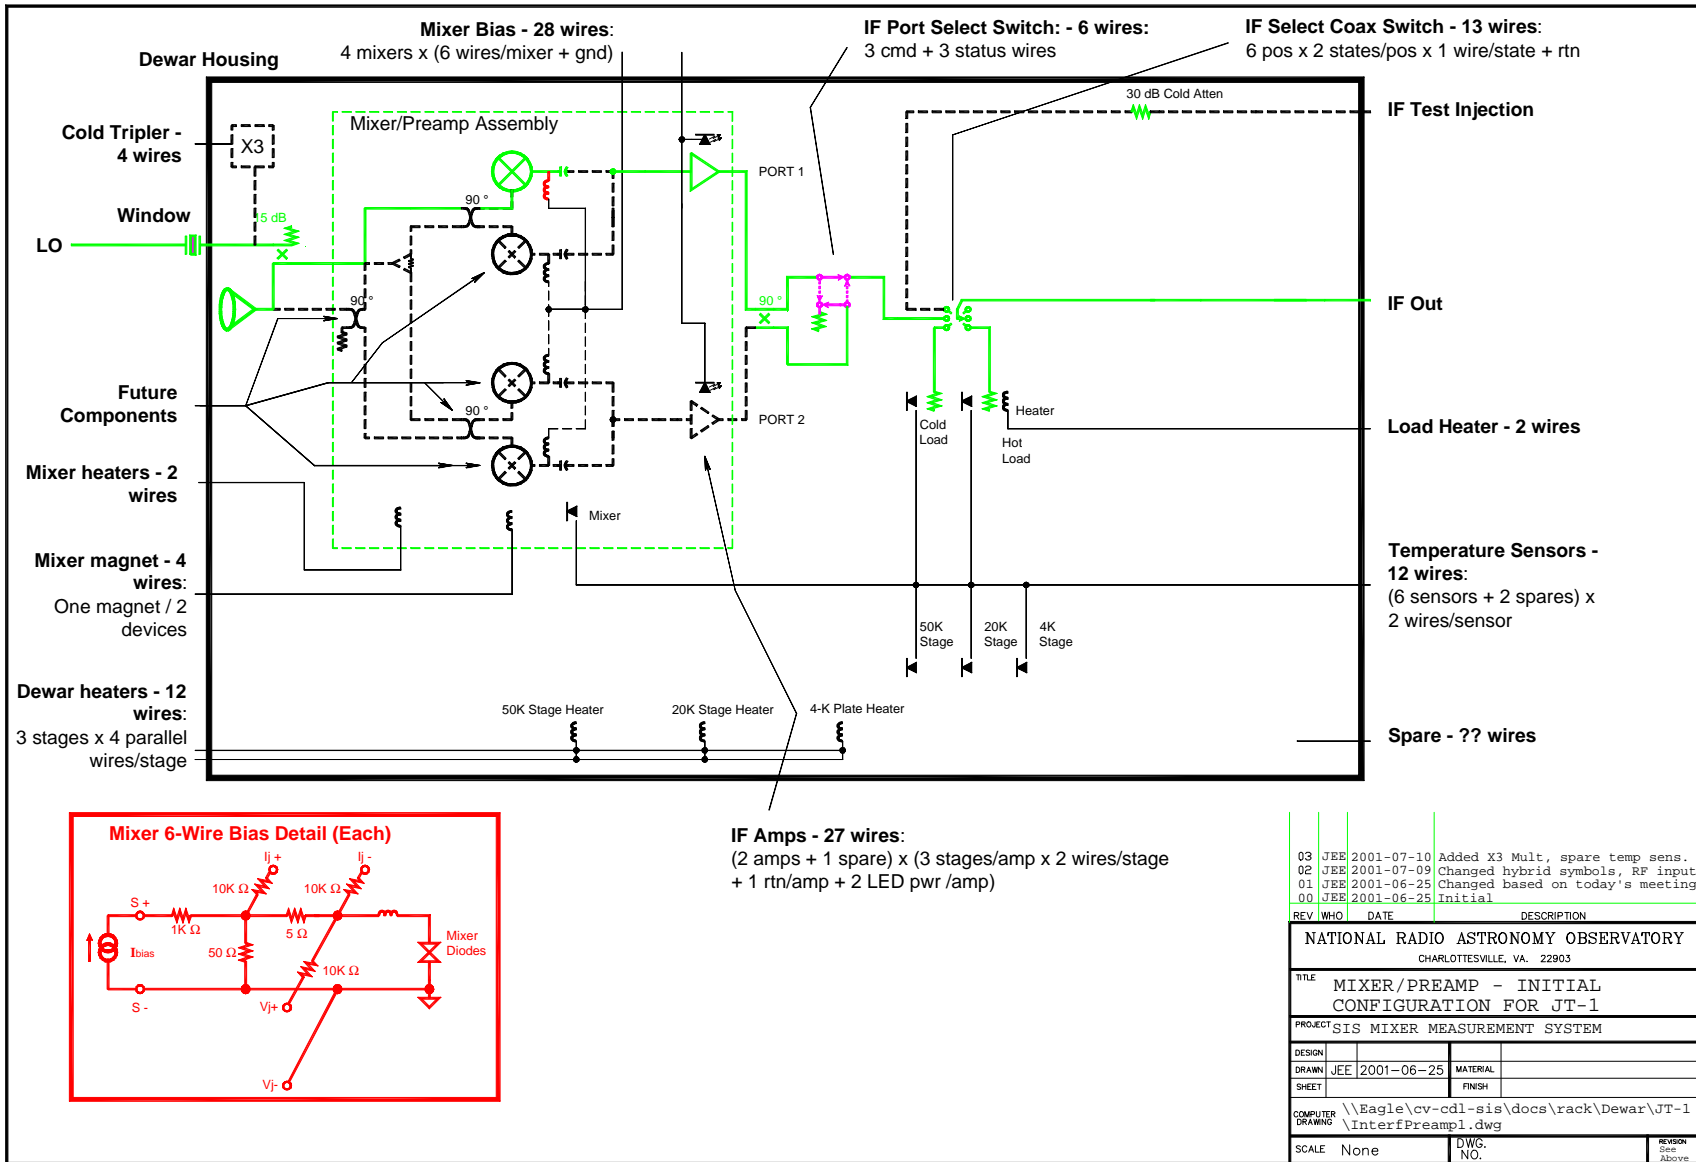 Mixer Bias - 28 wires:
4 mixers x (6 wires/mixer + gnd)
IF Port Select Switch: - 6 wires:
3 cmd + 3 status wires
IF Select Coax Switch - 13 wires:
6 pos x 2 states/pos x 1 wire/state + rtn
Dewar Housing
30 dB Cold Atten
IF Test Injection
Cold Tripler -
4 wires
X3
Mixer/Preamp Assembly
PORT 1
90 °
Window
15 dB
LO
90 °
90 °
IF Out
Future
Components
90 °
PORT 2
Cold
Load
Heater
Hot
Load
Load Heater - 2 wires
Mixer heaters - 2
wires
Mixer
Mixer magnet - 4
wires:
One magnet / 2
devices
Temperature Sensors -
12 wires:
(6 sensors + 2 spares) x
2 wires/sensor
50K
Stage
20K
Stage
4K
Stage
Dewar heaters - 12
wires:
3 stages x 4 parallel
wires/stage
50K Stage Heater
20K Stage Heater
4-K Plate Heater
Spare - ?? wires
IF Amps - 27 wires:
(2 amps + 1 spare) x (3 stages/amp x 2 wires/stage
+ 1 rtn/amp + 2 LED pwr /amp)
Mixer 6-Wire Bias Detail (Each)
Ij +
Ij -
10K Ω
10K Ω
S +
1K Ω
5 Ω
Ibias
50 Ω
10K Ω
Mixer
Diodes
S -
Vj+
Vj-
03 JEE 2001-07-10 Added X3 Mult, spare temp sens.
02 JEE 2001-07-09 Changed hybrid symbols, RF input
01 JEE 2001-06-25 Changed based on today's meeting
00 JEE 2001-06-25 Initial
REV WHO DATE DESCRIPTION
NATIONAL RADIO ASTRONOMY OBSERVATORY
CHARLOTTESVILLE, VA. 22903
TITLE MIXER/PREAMP - INITIAL
CONFIGURATION FOR JT-1
PROJECT SIS MIXER MEASUREMENT SYSTEM
DESIGN
DRAWN JEE 2001-06-25 MATERIAL
SHEET FINISH
COMPUTER DRAWING \\Eagle\cv-cdl-sis\docs\rack\Dewar\JT-1
\InterfPreamp1.dwg
SCALE None DWG. NO. REVISION See Above